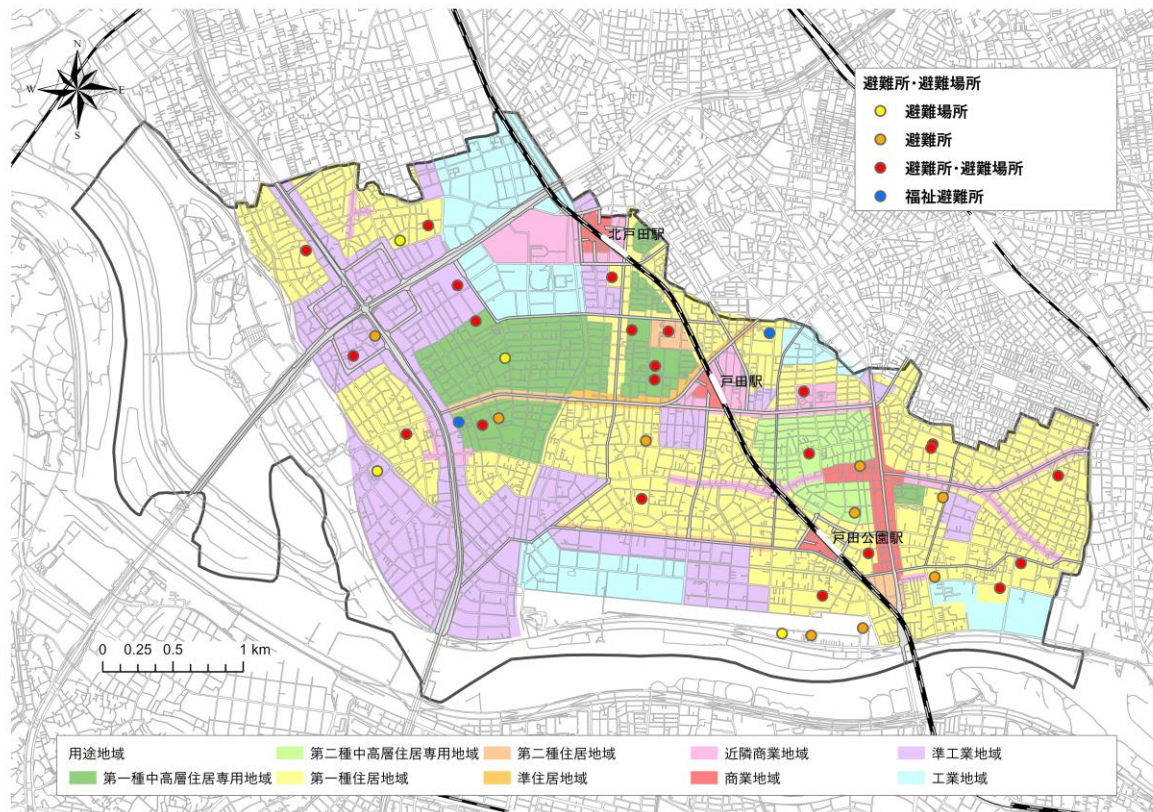 N
W E
S
避難所・避難場所
避難場所
避難所
避難所・避難場所
福祉避難所
北戸田駅
戸田駅
戸田公園駅
0 0.25 0.5 1 km
用途地域 第二種中高層住居専用地域 第二種住居地域 近隣商業地域 準工業地域
第一種中高層住居専用地域 第一種住居地域 準住居地域 商業地域 工業地域